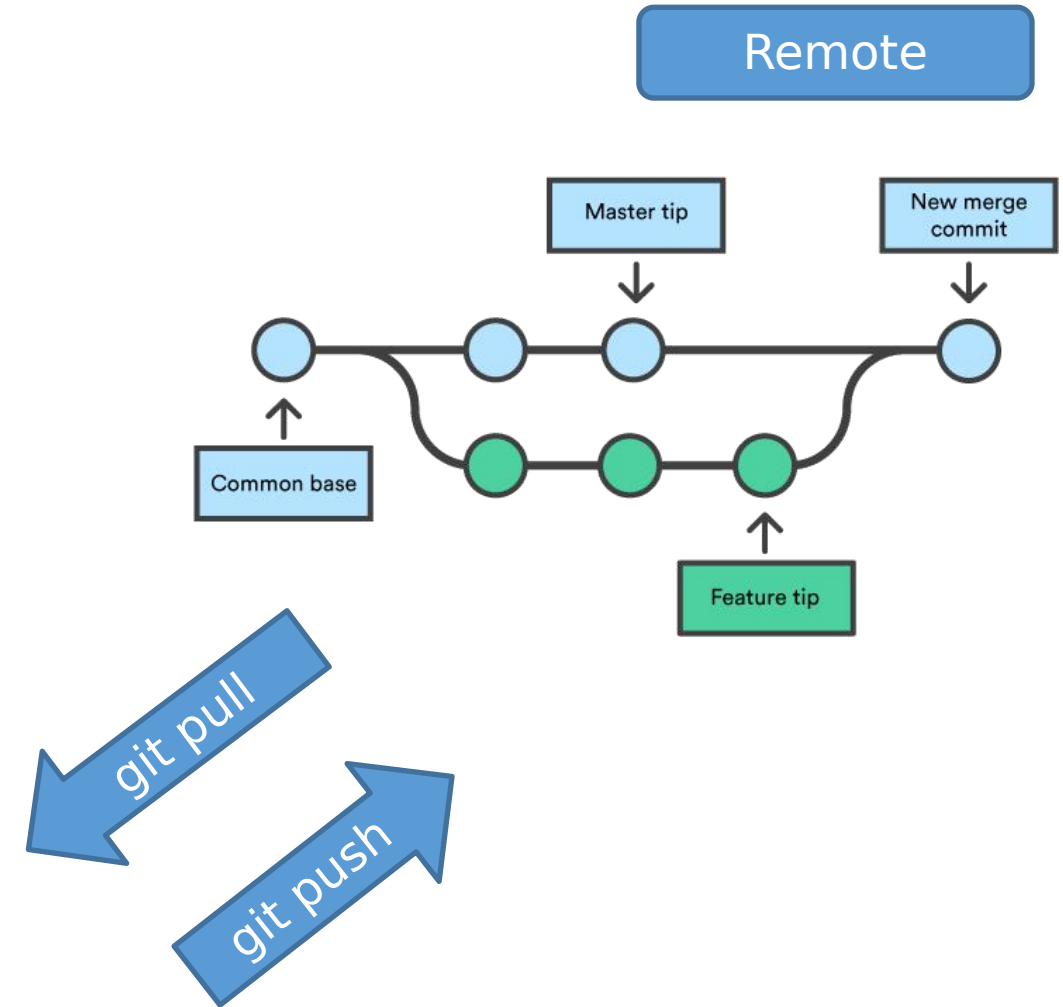 Remote
Master tip
New merge
commit
Common base
Feature tip
git pull
git push